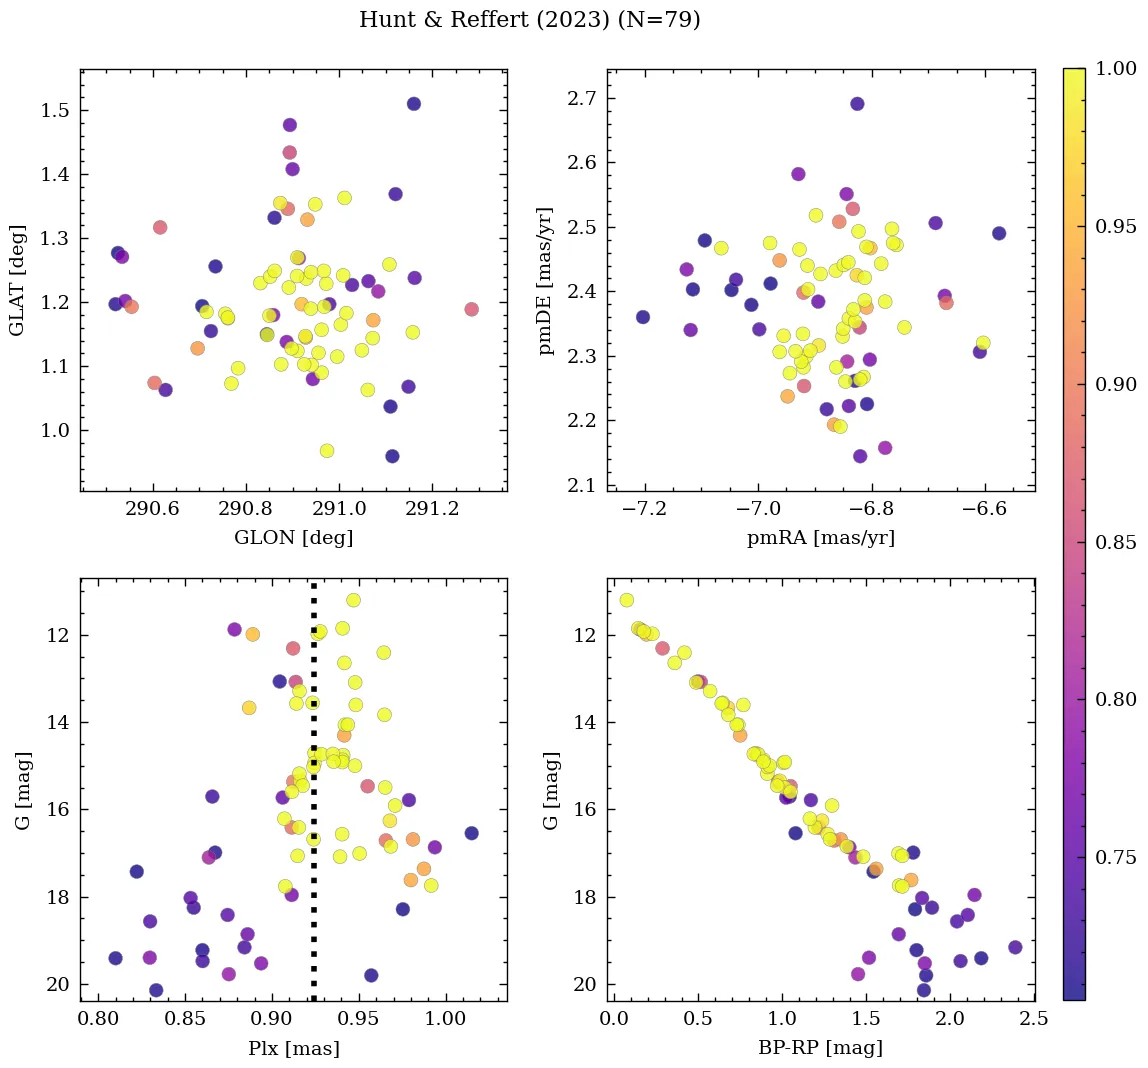 Hunt & Reffert (2023) (N=79)
1.5
1.4
1.3
1.2
1.1
1.0
GLAT [deg]
290.6 290.8 291.0 291.2
GLON [deg]
2.7
2.6
2.5
2.4
2.3
2.2
2.1
pmDE [mas/yr]
−7.2 −7.0 −6.8 −6.6
pmRA [mas/yr]
1.00
0.95
0.90
0.85
0.80
0.75
12
14
16
18
20
G [mag]
0.80 0.85 0.90 0.95 1.00
Plx [mas]
12
14
16
18
20
G [mag]
0.0 0.5 1.0 1.5 2.0 2.5
BP-RP [mag]